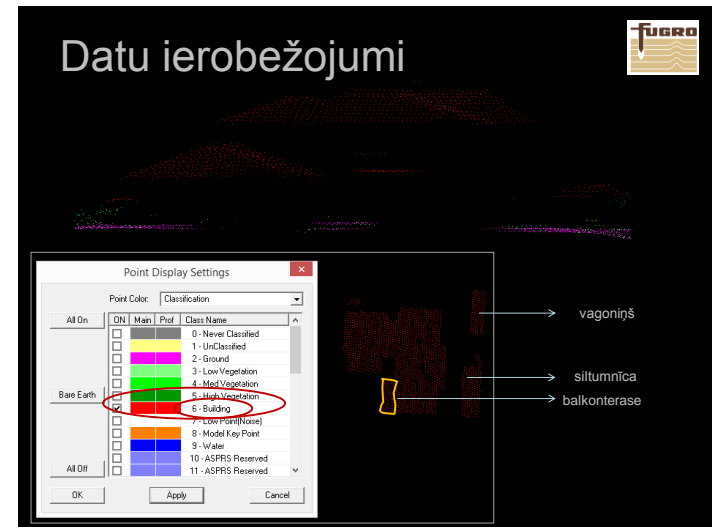 Datu ierobežojumi
fugro
Point Display Settings
×
Point Color: Classification
All On
ON Main Prof Class Name
0 - Never Classified
1 - UnClassified
2 - Ground
3 - Low Vegetation
4 - Med Vegetation
Bare Earth
5 - High Vegetation
6 - Building
7 - Low Point(Noise)
8 - Model Key Point
9 - Water
10 - ASPRS Reserved
All Off
11 - ASPRS Reserved
OK Apply Cancel
vagoniņš
siltumnīca
balkonterase